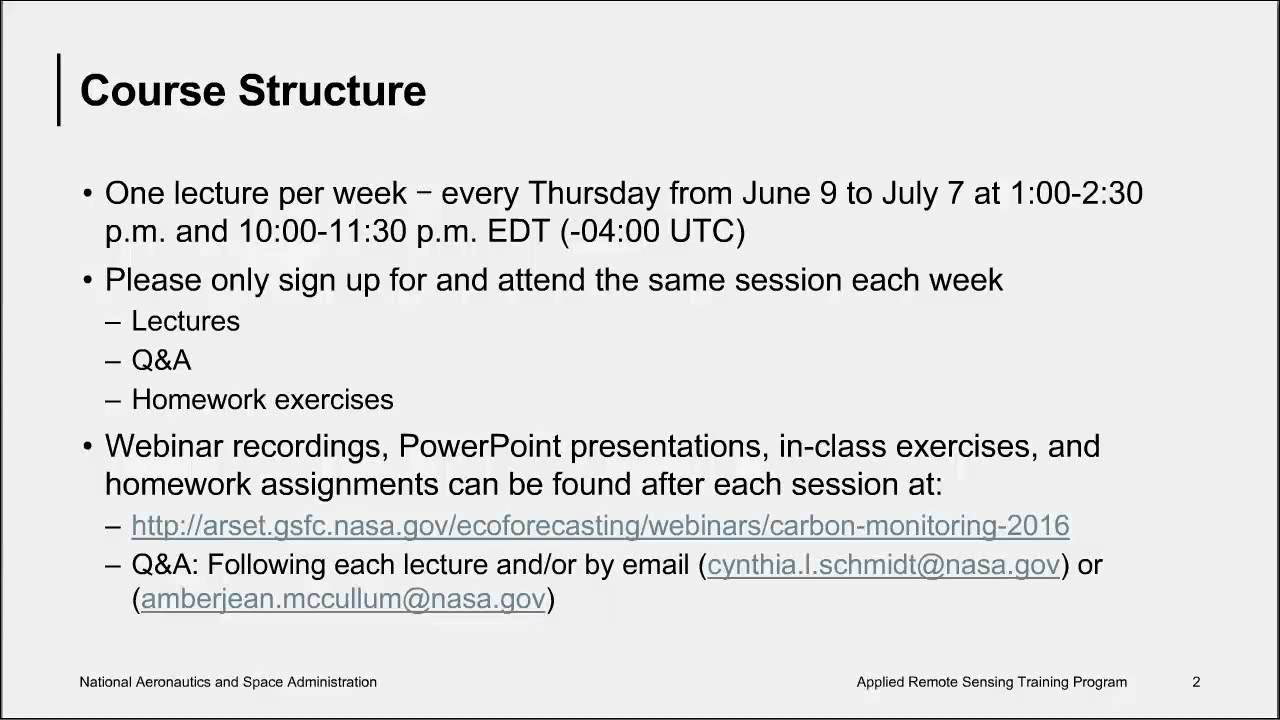 Course Structure
• One lecture per week – every Thursday from June 9 to July 7 at 1:00-2:30
p.m. and 10:00-11:30 p.m. EDT (-04:00 UTC)
• Please only sign up for and attend the same session each week
– Lectures
– Q&A
– Homework exercises
• Webinar recordings, PowerPoint presentations, in-class exercises, and
homework assignments can be found after each session at:
– http://arset.gsfc.nasa.gov/ecoforecasting/webinars/carbon-monitoring-2016
– Q&A: Following each lecture and/or by email (cynthia.l.schmidt@nasa.gov) or
(amberjean.mccullum@nasa.gov)
National Aeronautics and Space Administration
Applied Remote Sensing Training Program
2